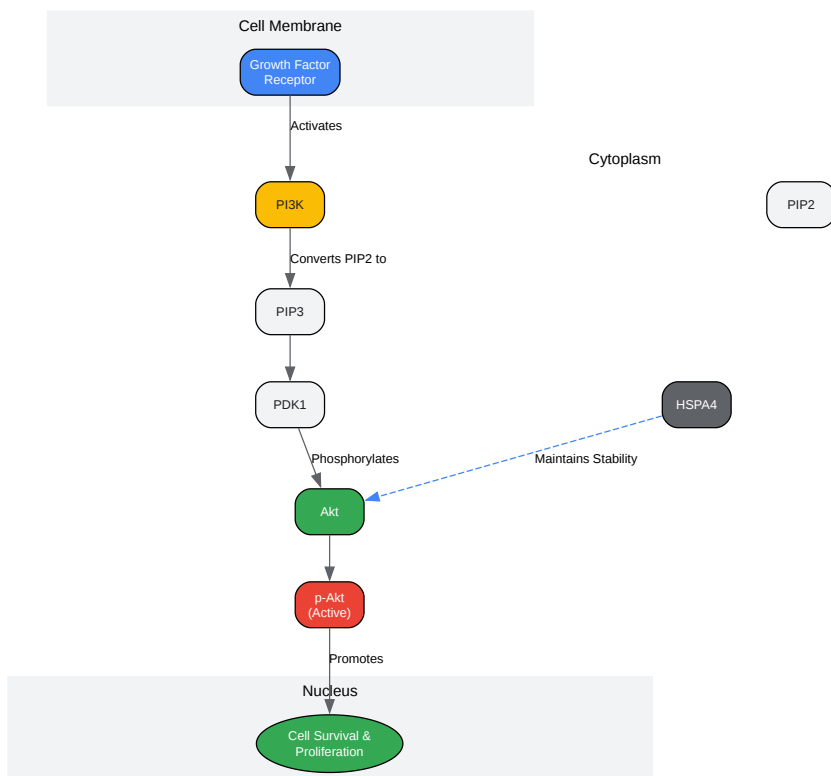 Cell Membrane
Growth Factor
Receptor
Activates
Cytoplasm
PI3K
PIP2
Converts PIP2 to
PIP3
PDK1
HSPA4
Phosphorylates
Maintains Stability
Akt
p-Akt
(Active)
Promotes
Nucleus
Cell Survival &
Proliferation